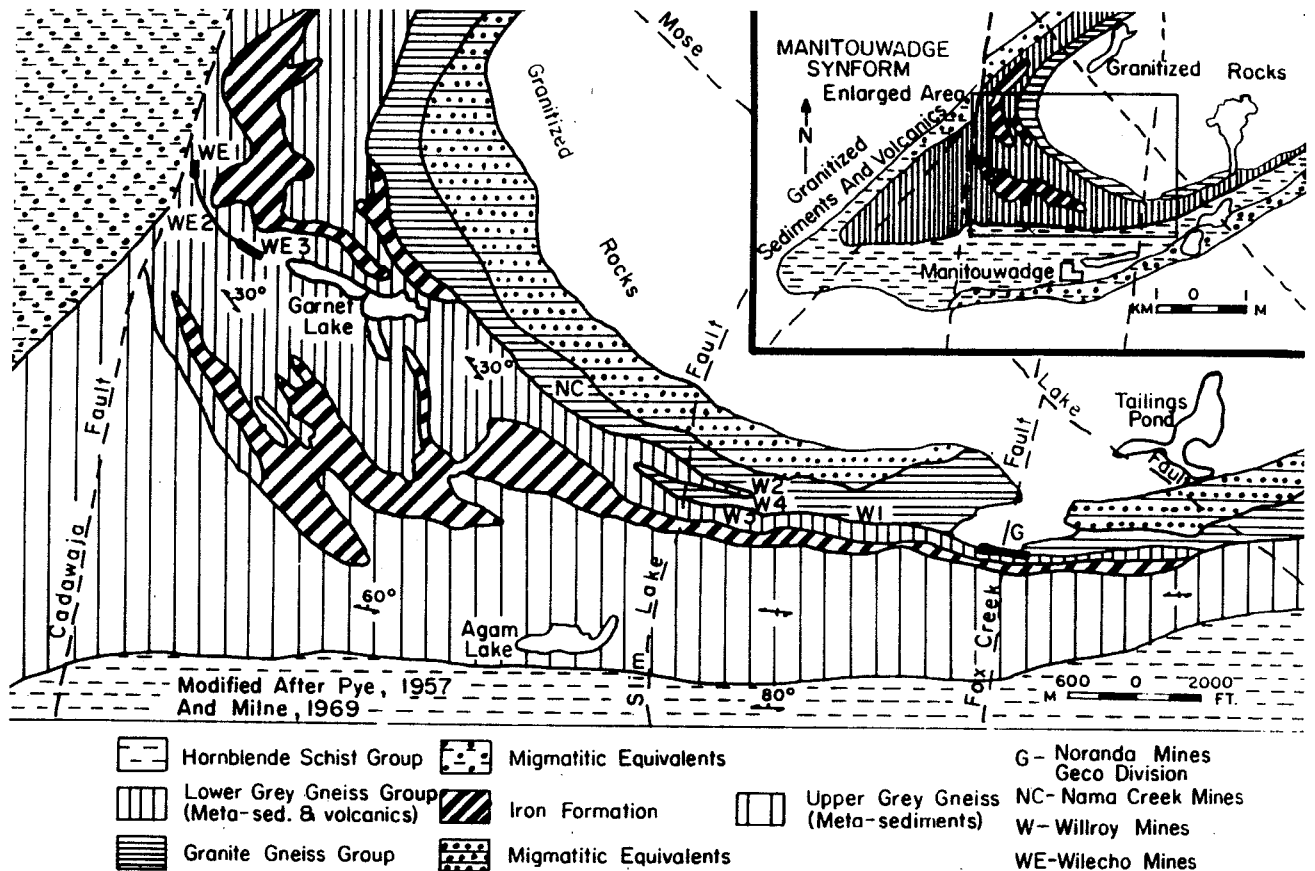 Mose
Lake
Fault
Granitized
Rocks
WE 1
WE2
WE 3
30°
Garnet
Lake
30°
NC
Fault
Slim Lake
W2
W4
W3
W1
Fault
Fox Creek
G
Tailings
Pond
Cadawaja Fault
60°
Agam
Lake
80°
Modified After Pye, 1957
And Milne, 1969
M 600 0 2000 FT.
MANITOUWADGE
SYNFORM
Enlarged Area
N
Granitized
Sediments And Volcanics
Granitized Rocks
Manitouwadge
KM 1 0 M
Hornblende Schist Group
Lower Grey Gneiss Group
(Meta-sed. & volcanics)
Granite Gneiss Group
Migmatitic Equivalents
Iron Formation
Migmatitic Equivalents
Upper Grey Gneiss
(Meta-sediments)
G- Noranda Mines
Geco Division
NC-Nama Creek Mines
W-Willroy Mines
WE-Wilecho Mines